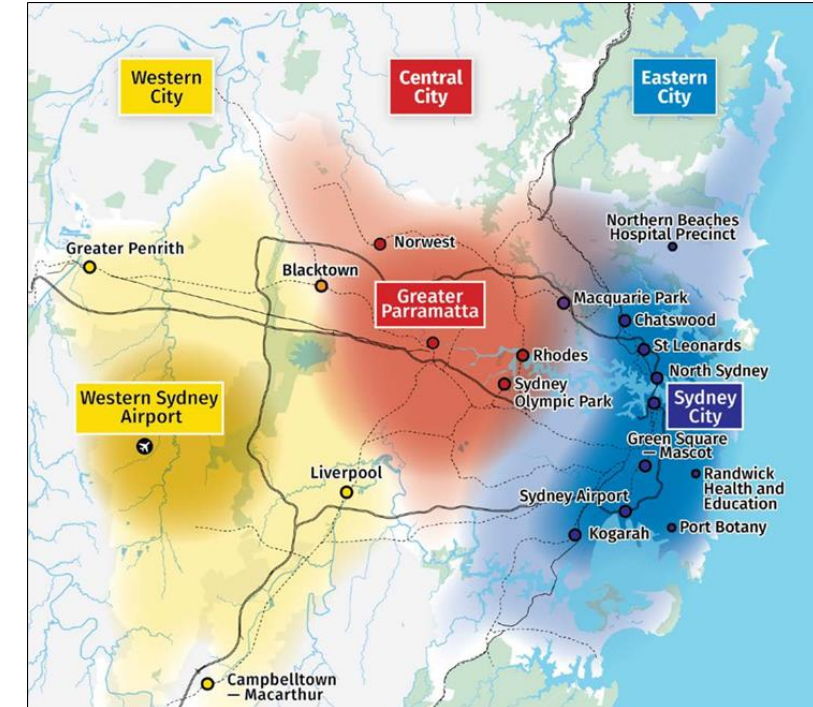 Western
City
Central
City
Eastern
City
Northern Beaches
Hospital Precinct
Norwest
Greater Penrith
Blacktown
Greater
Parramatta
Macquarie Park
Chatswood
St Leonards
Rhodes
North Sydney
Sydney
Olympic Park
Western Sydney
Airport
Sydney
City
Green Square
— Mascot
Liverpool
Randwick
Health and
Education
Sydney Airport
Port Botany
Kogarah
Campbelltown
— Macarthur